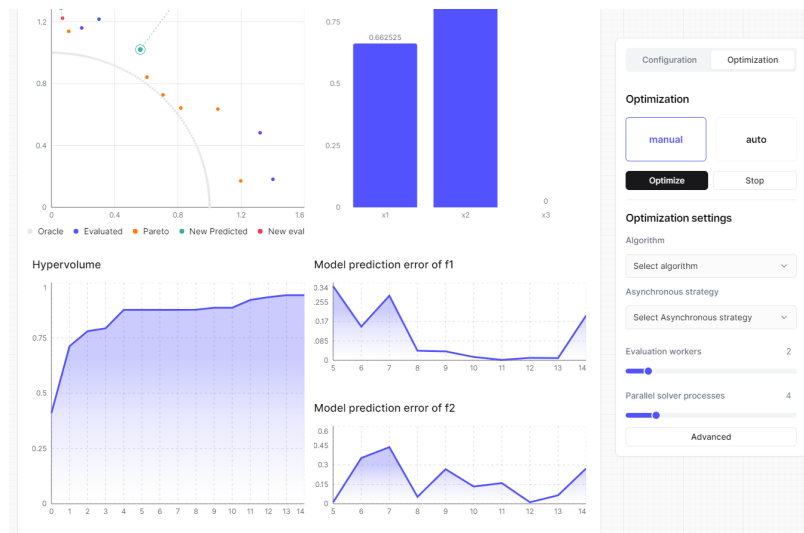 1.2
0.8
0.4
0
0 0.4 0.8 1.2 1.6
Oracle Evaluated Pareto New Predicted New eval
0.75
0.5
0.25
0
0.662525
0
x1 x2 x3
Hypervolume
1
0.75
0.5
0.25
0
0 1 2 3 4 5 6 7 8 9 10 11 12 13 14
Model prediction error of f1
0.34
.255
0.17
.085
0
5 6 7 8 9 10 11 12 13 14
Model prediction error of f2
0.6
0.45
0.3
0.15
0
5 6 7 8 9 10 11 12 13 14
Configuration Optimization
Optimization
manual auto
Optimize Stop
Optimization settings
Algorithm
Select algorithm
Asynchronous strategy
Select Asynchronous strategy
Evaluation workers 2
Parallel solver processes 4
Advanced